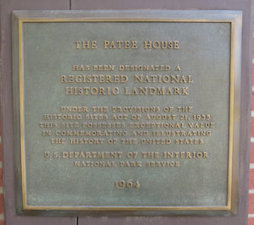 THE PATEE HOUSE
HAS BEEN DESIGNATED A
REGISTERED NATIONAL
HISTORIC LANDMARK
UNDER THE PROVISIONS OF THE
HISTORIC SITES ACT OF AUGUST 21, 1935
THIS SITE POSSESSES EXCEPTIONAL VALUE
IN COMMEMORATING AND ILLUSTRATING
THE HISTORY OF THE UNITED STATES
U.S. DEPARTMENT OF THE INTERIOR
NATIONAL PARK SERVICE